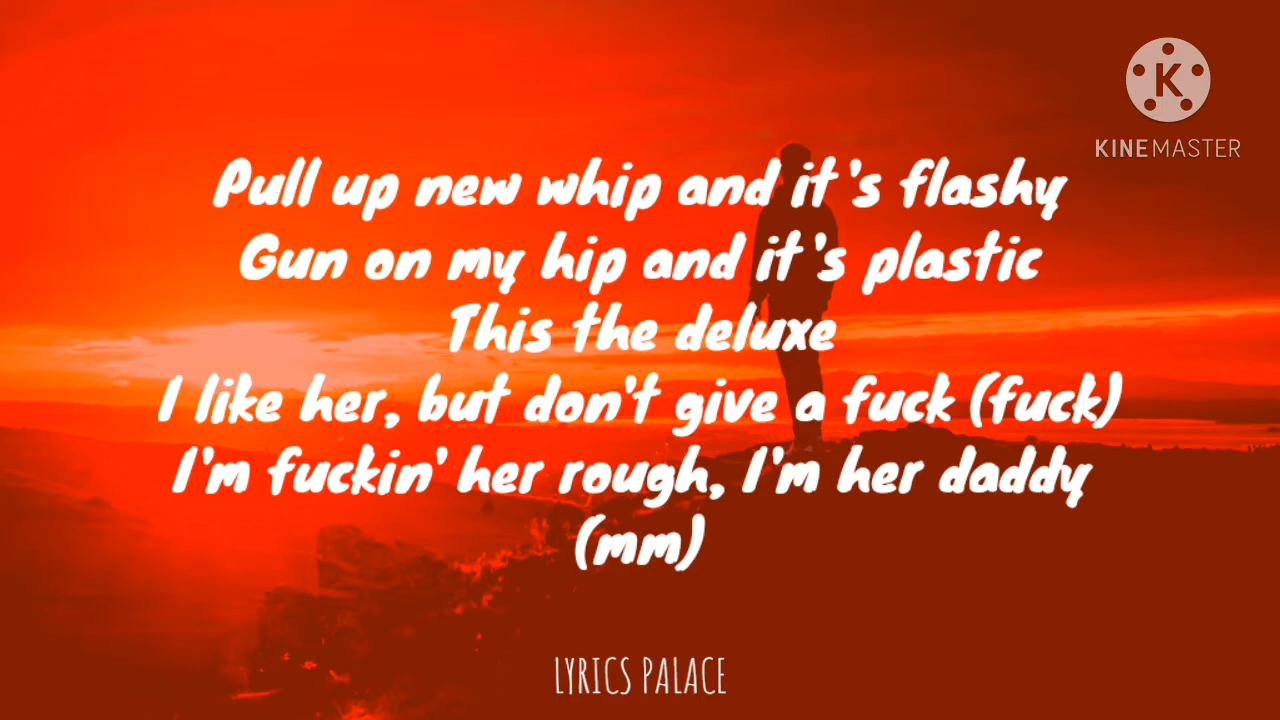 K
KINEMASTER
Pull up new whip and it's flashy
Gun on my hip and it's plastic
This the deluxe
I like her, but don't give a fuck (fuck)
I'm fuckin' her rough, I'm her daddy
(mm)
LYRICS PALACE